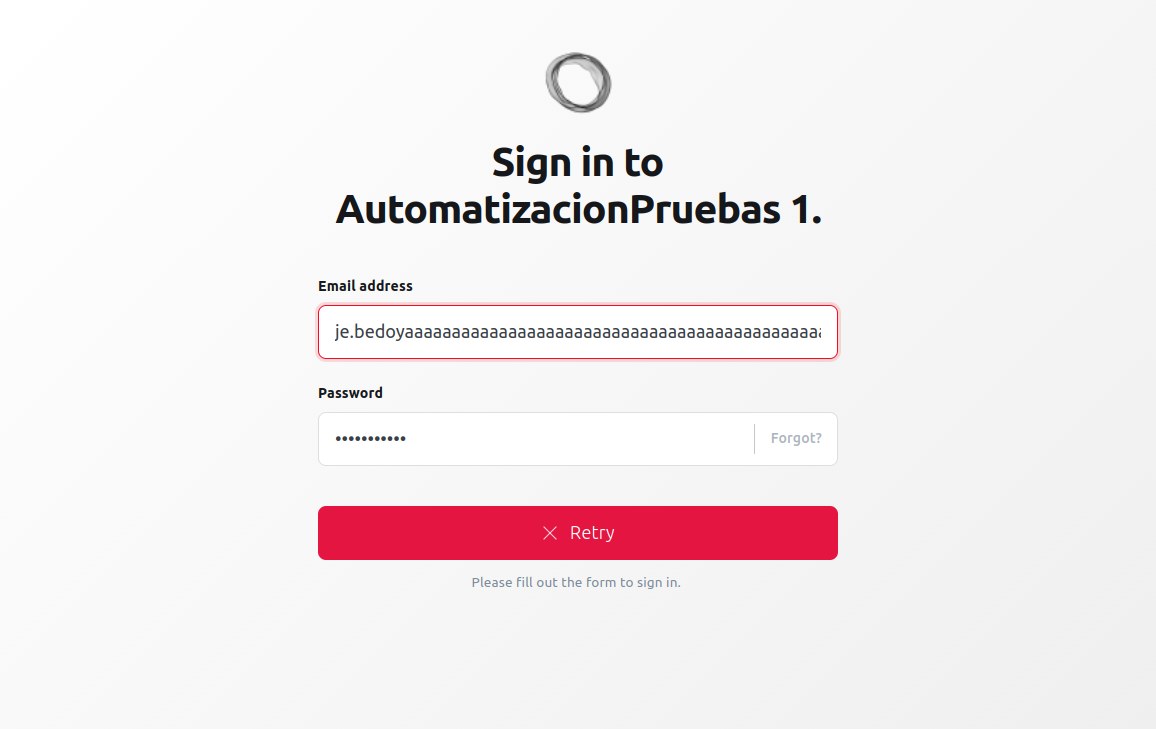 Sign in to
AutomatizacionPruebas 1.
Email address
je.bedoyaaaaaaaaaaaaaaaaaaaaaaaaaaaaaaaaaaaaaaaaaaaa
Password
•••••••••••
Forgot?
Retry
Please fill out the form to sign in.